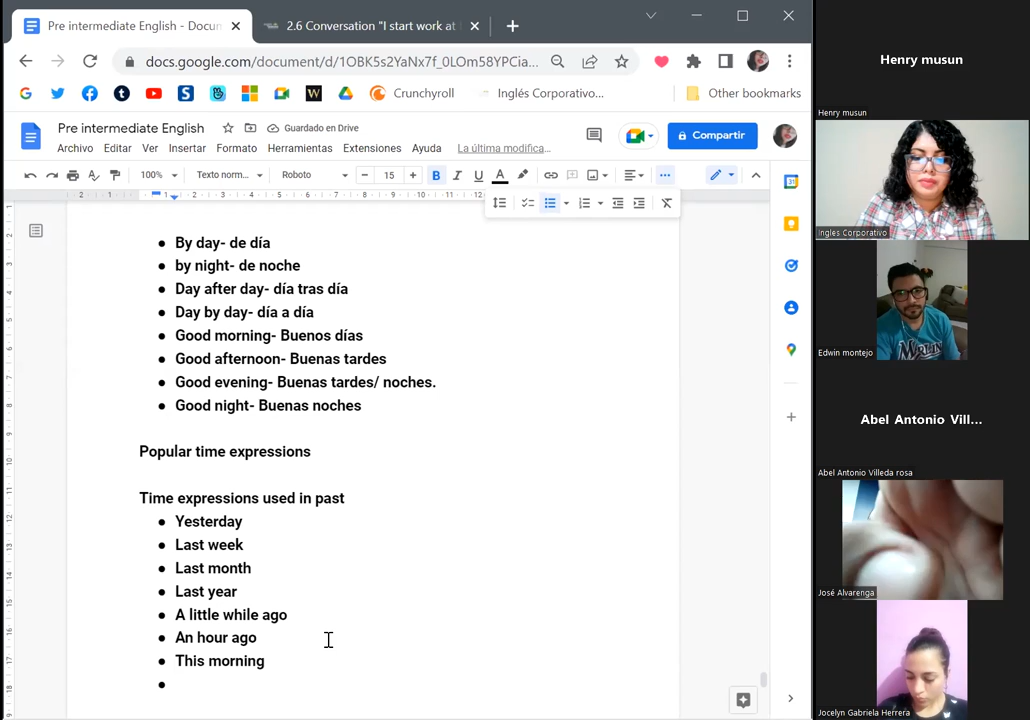 Pre intermediate English - Docun
2.6 Conversation "I start work at
docs.google.com/document/d/1OBK5s2YaNx7f_0LOm58YPCia...
Crunchyroll
Inglés Corporativo...
Other bookmarks
Pre intermediate English
Guardado en Drive
Archivo Editar Ver Insertar Formato Herramientas Extensiones Ayuda La última modifica...
Compartir
100% Texto norm... Roboto 15
By day- de día
by night- de noche
Day after day- día tras día
Day by day- día a día
Good morning- Buenos días
Good afternoon- Buenas tardes
Good evening- Buenas tardes/ noches.
Good night- Buenas noches
Popular time expressions
Time expressions used in past
Yesterday
Last week
Last month
Last year
A little while ago
An hour ago
This morning
Henry musun
Henry musun
Ingles Corporativo
Edwin montejo
Abel Antonio Vill...
Abel Antonio Villeda rosa
José Alvarenga
Jocelyn Gabriela Herrera